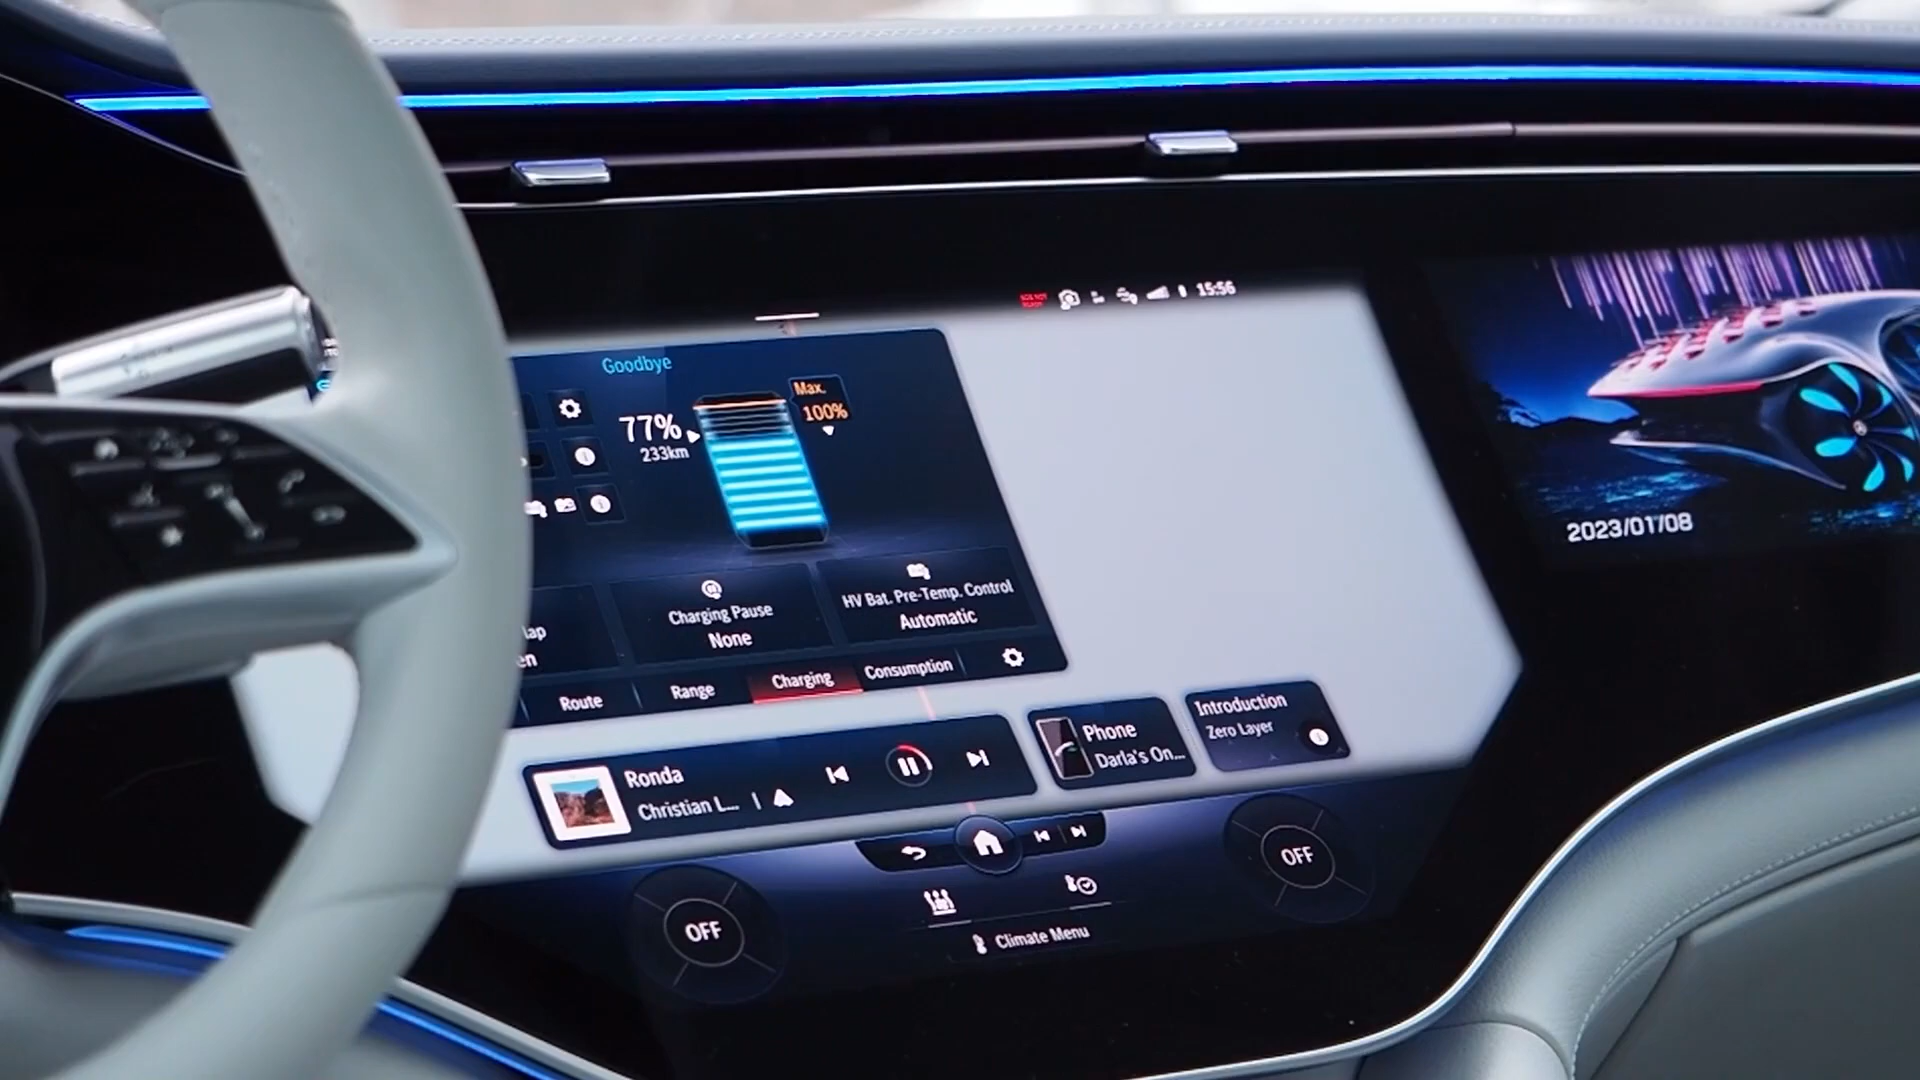 15:56
Goodbye
Max.
100%
77%
233km
Charging Pause
None
HV Bat. Pre-Temp. Control
Automatic
Route
Range
Charging
Consumption
Ronda
Christian L...
Phone
Darla's On...
Introduction
Zero Layer
OFF
OFF
Climate Menu
2023/01/08